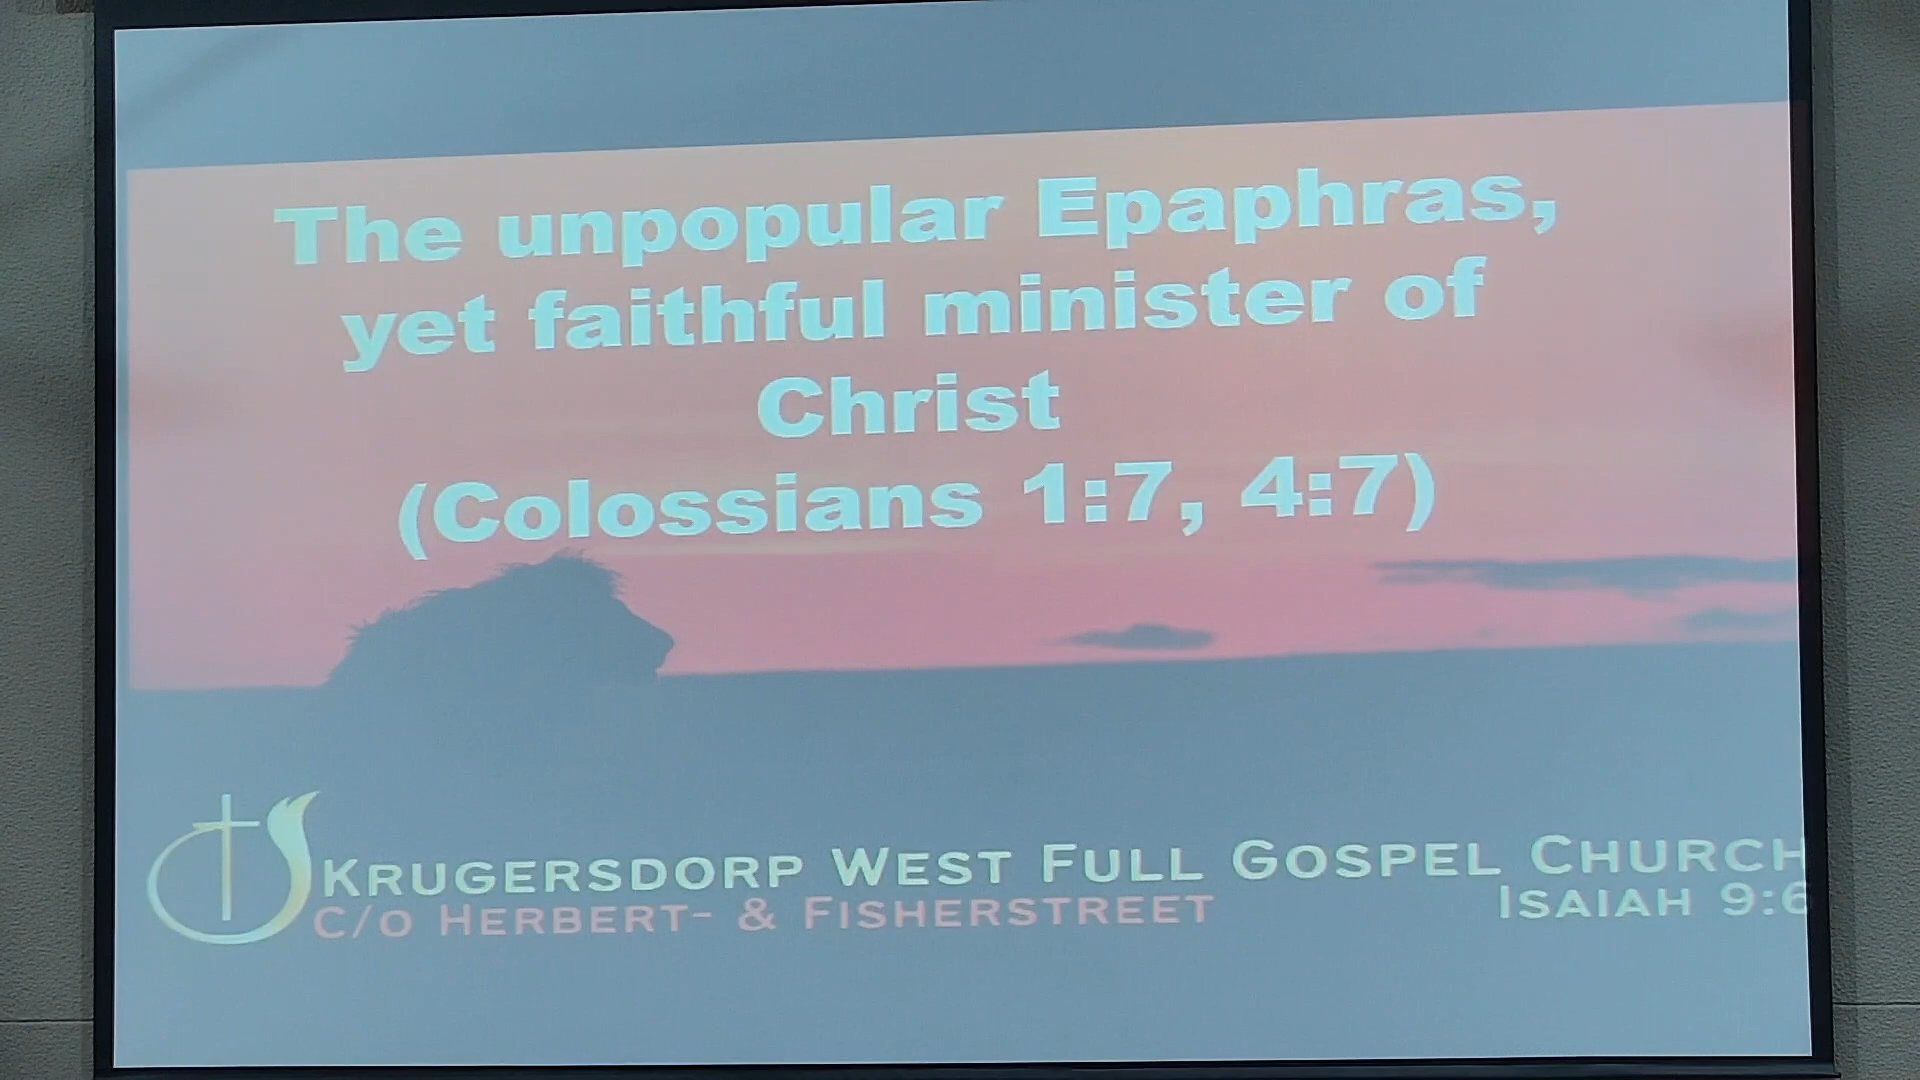 The unpopular Epaphras,
yet faithful minister of
Christ
(Colossians 1:7, 4:7)
Krugersdorp West Full Gospel Church
C/o Herbert- & Fisherstreet
Isaiah 9:6